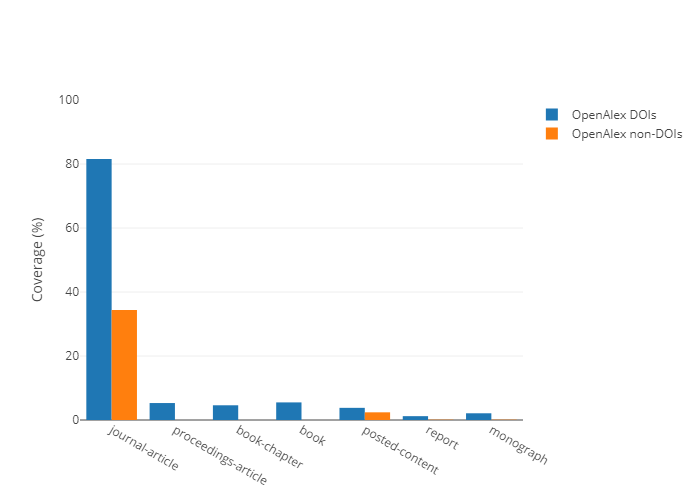 100
80
60
40
20
0
Coverage (%)
journal-article
proceedings-article
book-chapter
book
posted-content
report
monograph
OpenAlex DOIs
OpenAlex non-DOIs